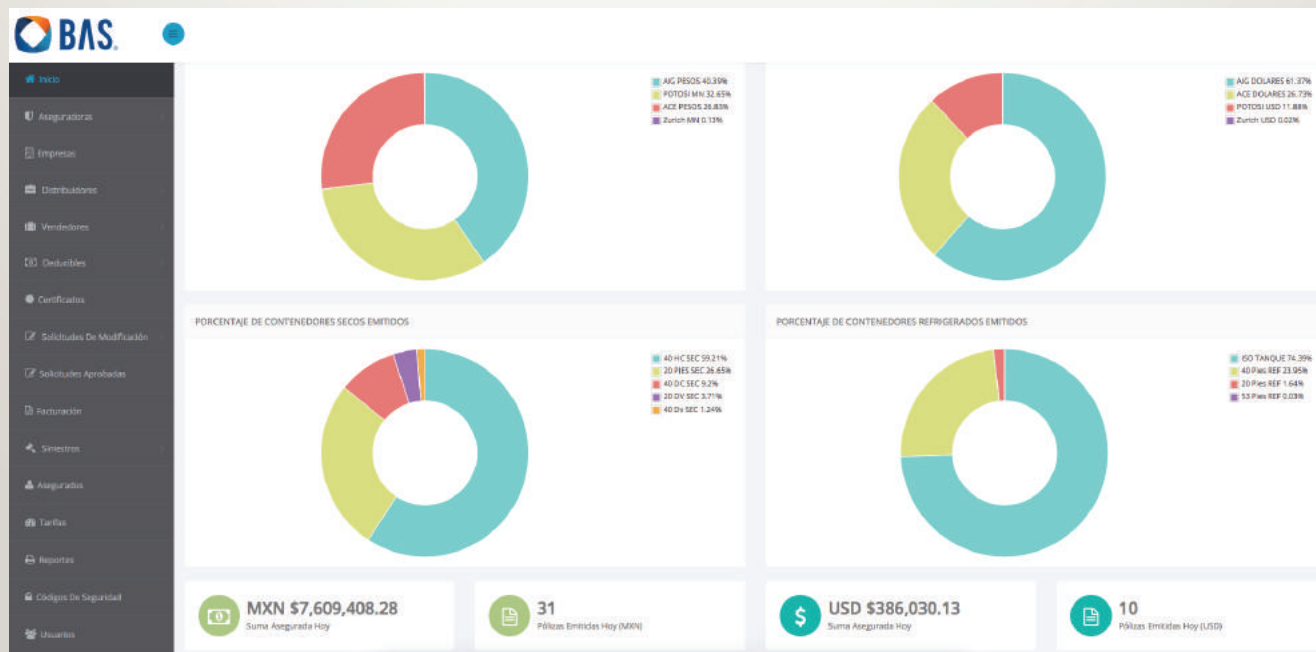 BAS.
Inicio
Aseguradoras
Empresas
Distribuidores
Vendedores
Deducibles
Certificados
Solicitudes De Modificación
Solicitudes Aprobadas
Facturación
Siniestros
Asegurados
Tarifas
Reportes
Códigos De Seguridad
Usuarios
AIG PESOS 40.39%
POTOSI MN 32.65%
ACE PESOS 26.83%
Zurich MN 0.13%
AIG DOLARES 61.37%
ACE DOLARES 26.73%
POTOSI USD 11.88%
Zurich USD 0.02%
PORCENTAJE DE CONTENEDORES SECOS EMITIDOS
40 HC SEC 59.21%
20 PIES SEC 26.65%
40 DC SEC 9.2%
20 DV SEC 3.71%
40 Dv SEC 1.24%
PORCENTAJE DE CONTENEDORES REFRIGERADOS EMITIDOS
ISO TANQUE 74.39%
40 Pies REF 23.95%
20 Pies REF 1.64%
53 Pies REF 0.03%
MXN $7,609,408.28
Suma Asegurada Hoy
31
Pólizas Emitidas Hoy (MXN)
USD $386,030.13
Suma Asegurada Hoy
10
Pólizas Emitidas Hoy (USD)